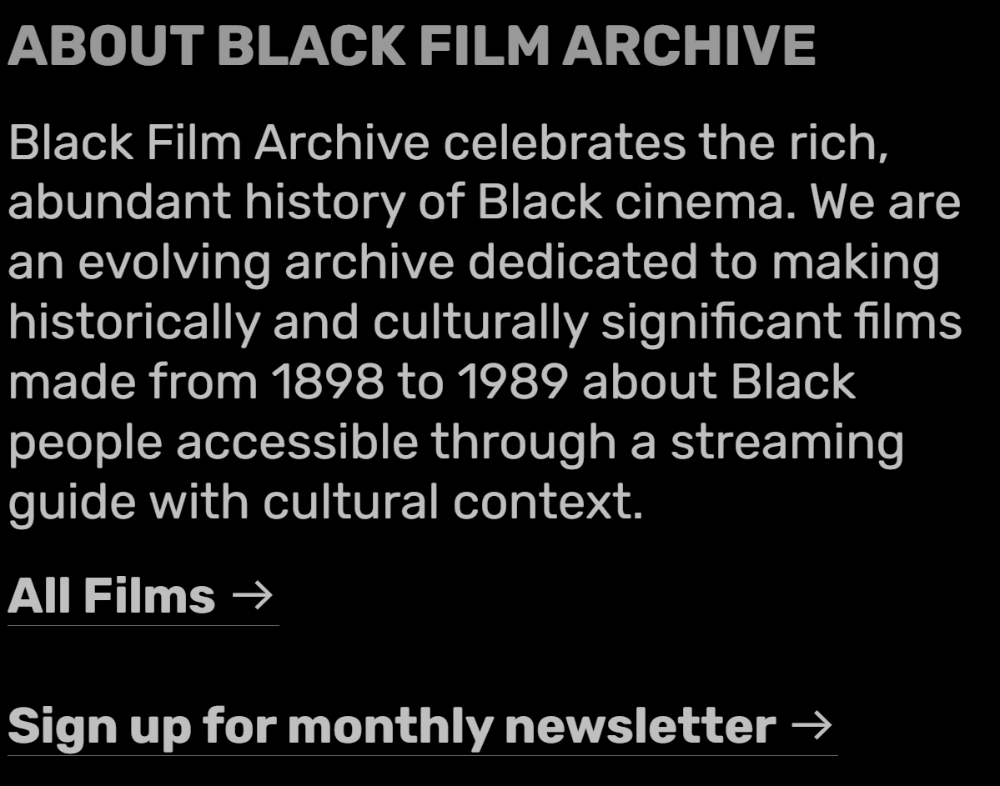 ABOUT BLACK FILM ARCHIVE
Black Film Archive celebrates the rich,
abundant history of Black cinema. We are
an evolving archive dedicated to making
historically and culturally significant films
made from 1898 to 1989 about Black
people accessible through a streaming
guide with cultural context.
All Films →
Sign up for monthly newsletter →